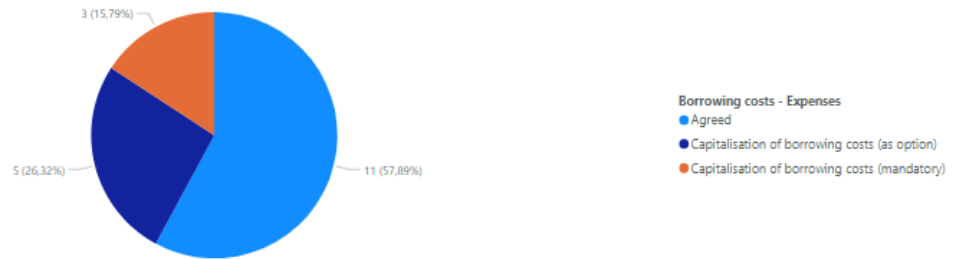 3 (15,79%)
5 (26,32%)
11 (57,89%)
Borrowing costs - Expenses
Agreed
Capitalisation of borrowing costs (as option)
Capitalisation of borrowing costs (mandatory)